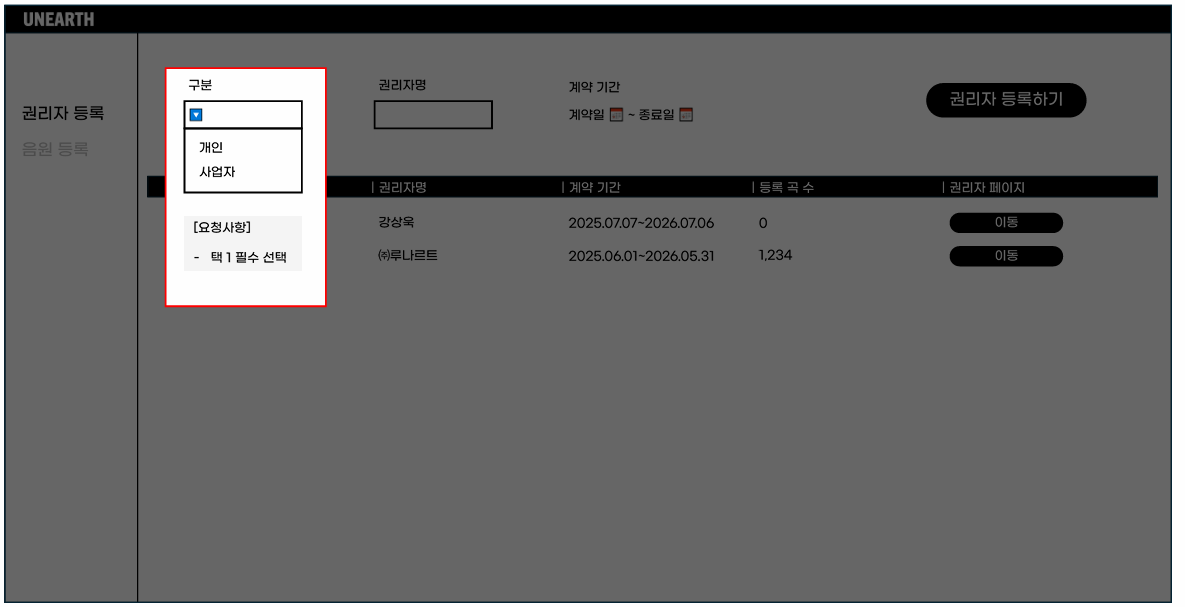 UNEARTH
권리자 등록
음원 등록
구분
개인
사업자
[요청사항]
- 택 1 필수 선택
권리자명
계약 기간
계약일 ~ 종료일
권리자 등록하기
| 권리자명 | 계약 기간 | 등록 곡 수 | 권리자 페이지
강상욱 2025.07.07~2026.07.06 0 이동
㈜루나르트 2025.06.01~2026.05.31 1,234 이동